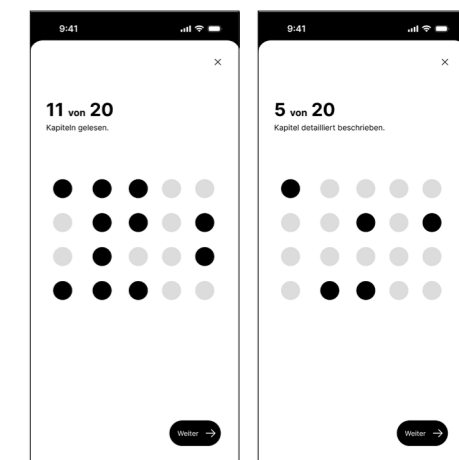 9:41
11 von 20
Kapiteln gelesen.
Weiter
9:41
5 von 20
Kapitel detailliert beschrieben.
Weiter